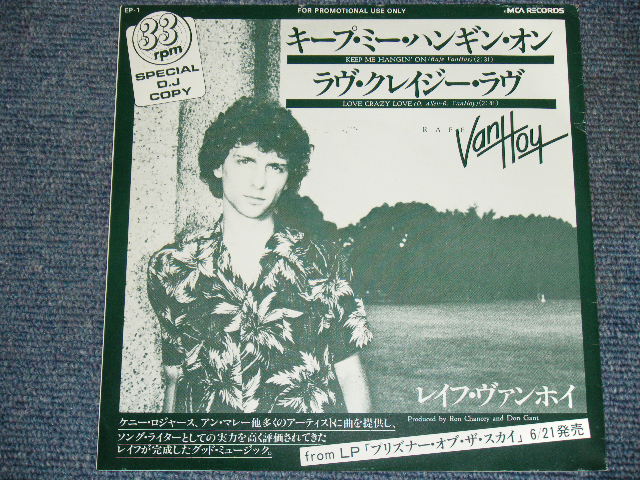 EP-1
FOR PROMOTIONAL USE ONLY
MCA RECORDS
33
rpm
SPECIAL
D.J
COPY
キープ・ミー・ハンギン・オン
KEEP ME HANGIN' ON (Rafe VanHoy) (2:31)
ラヴ・クレイジー・ラヴ
LOVE CRAZY LOVE (D. Allen-R. VanHoy)
RAFE
VanHoy
レイフ・ヴァンホイ
Produced by Ron Chancey and Don Gant
ケニー・ロジャース、アン・マレー他多くのアーティストに曲を提供し、
ソング・ライターとしての実力を高く評価されてきた
レイフが完成したグッド・ミュージック。
from LP「プリズナー・オブ・ザ・スカイ」6/21発売